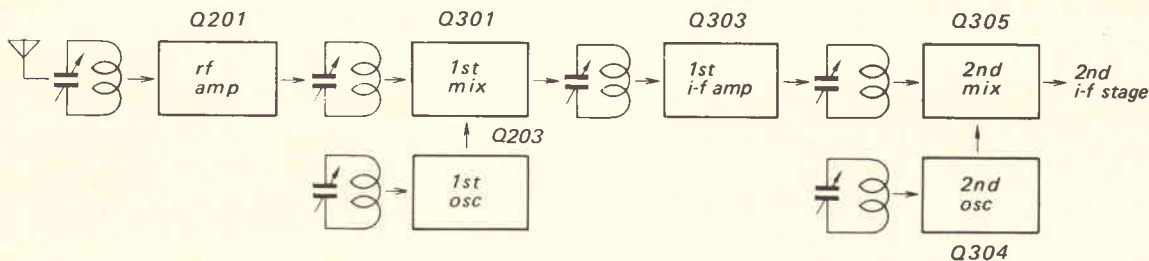 Q201
Q301
Q303
Q305
rf
amp
1st
mix
1st
i-f amp
2nd
mix
2nd
i-f stage
Q203
1st
osc
2nd
osc
Q304